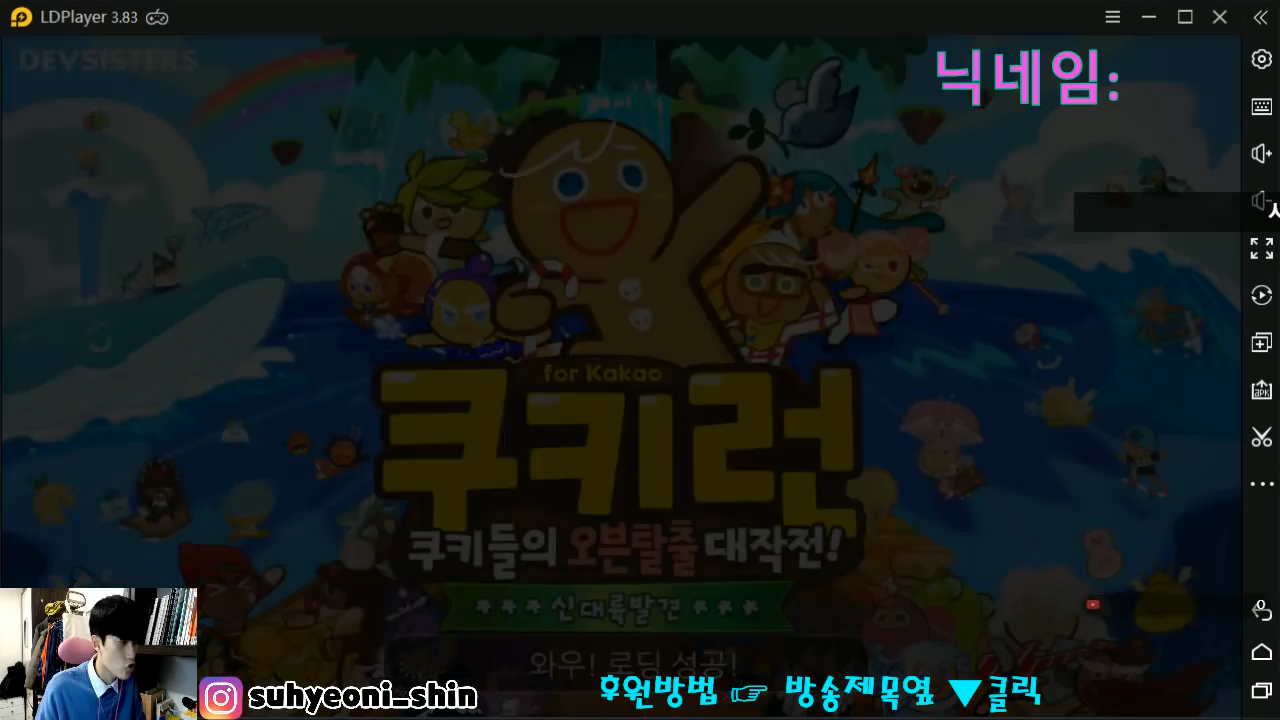 LDPlayer 3.83
DEVSISTERS
닉네임:
for Kakao
쿠키런
쿠키들의 오븐탈출 대작전!
신대륙발견
와우! 로딩 성공!
APK
suhyeoni_shin
후원방법 👉 방송제목옆 ▼클릭